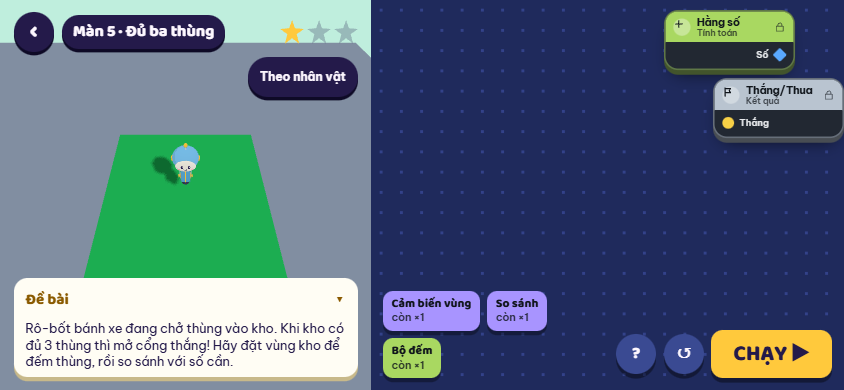 Màn 5 · Đủ ba thùng
Theo nhân vật
Đề bài
Rô-bốt bánh xe đang chở thùng vào kho. Khi kho có
đủ 3 thùng thì mở cổng thắng! Hãy đặt vùng kho để
đếm thùng, rồi so sánh với số cần.
Hằng số
Tính toán
Số
Thắng/Thua
Kết quả
Thắng
Cảm biến vùng
còn ×1
So sánh
còn ×1
Bộ đếm
còn ×1
?
CHẠY